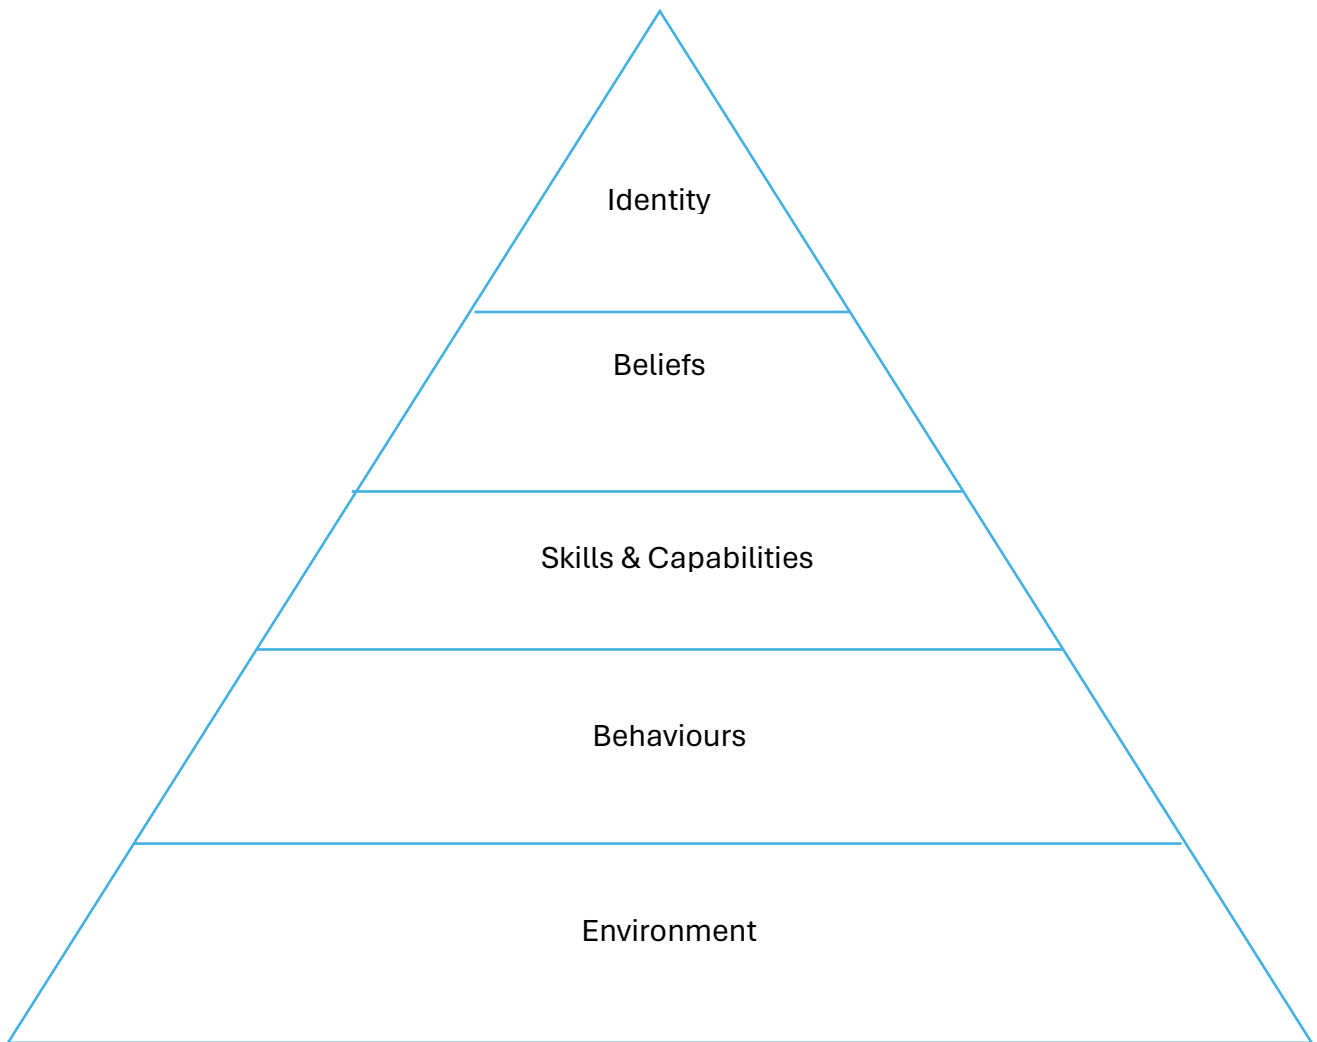 Identity
Beliefs
Skills & Capabilities
Behaviours
Environment